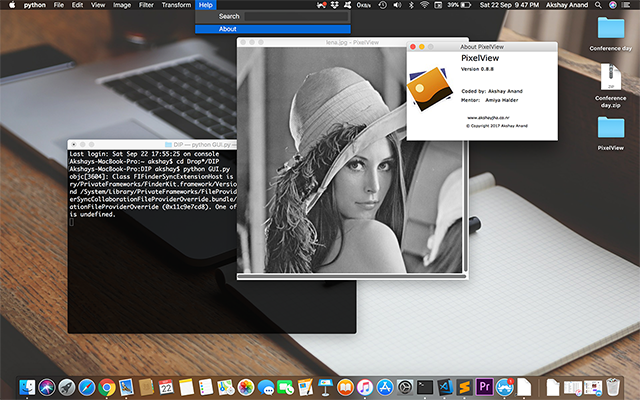 python File Edit Image Filter Transform Help
39% Sat 22 Sep 9:47 PM Akshay Anand
Search
About
lena.jpg - PixelView
About PixelView
PixelView
Version 0.8.8
Coded by: Akshay Anand
Mentor: Amiya Halder
www.akshayjha.co.nr
© Copyright 2017 Akshay Anand
Conference day
ZIP
Conference
day.zip
PixelView
DIP — python GUI.py
Last login: Sat Sep 22 17:55:25 on console
Akshays-MacBook-Pro:~ akshay$ cd Drop*/DIP
Akshays-MacBook-Pro:DIP akshay$ python GUI.py
objc[3604]: Class FIFinderSyncExtensionHost is
ry/PrivateFrameworks/FinderKit.framework/Versio
nd /System/Library/PrivateFrameworks/FileProvid
erSyncCollaborationFileProviderOverride.bundle/
ationFileProviderOverride (0x11c9e7cd8). One of
is undefined.
22
Pr